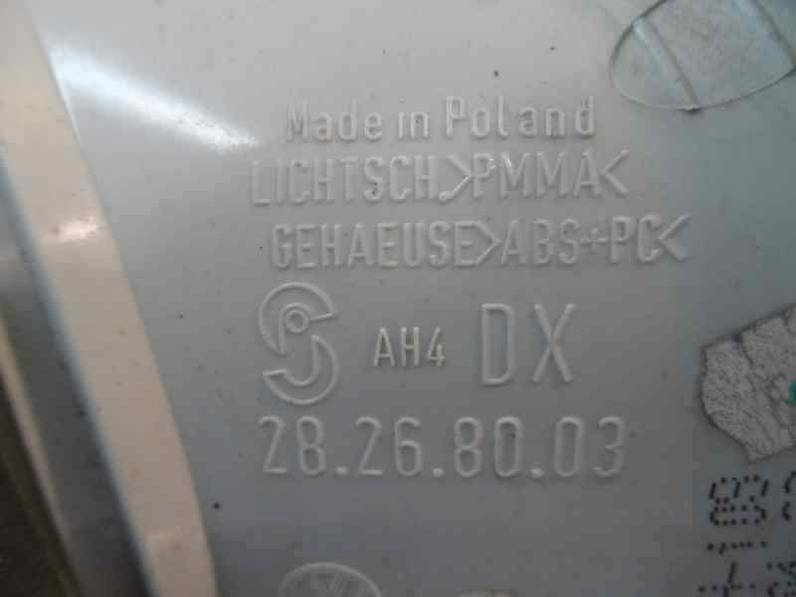 Made in Poland
LICHTSCH.>PMMA<
GEHAEUSE>ABS+PC<
AH4 DX
28.26.80.03